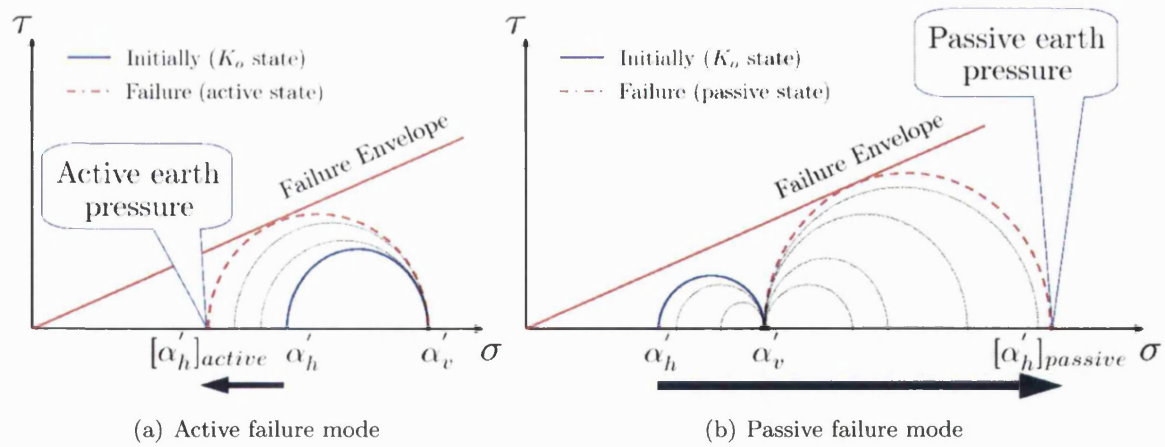 τ
Initially (K_o state)
Failure (active state)
Failure Envelope
Active earth
pressure
[α'_h]_active α'_h α'_v σ
(a) Active failure mode
τ
Initially (K_o state)
Failure (passive state)
Passive earth
pressure
Failure Envelope
α'_h α'_v [α'_h]_passive σ
(b) Passive failure mode